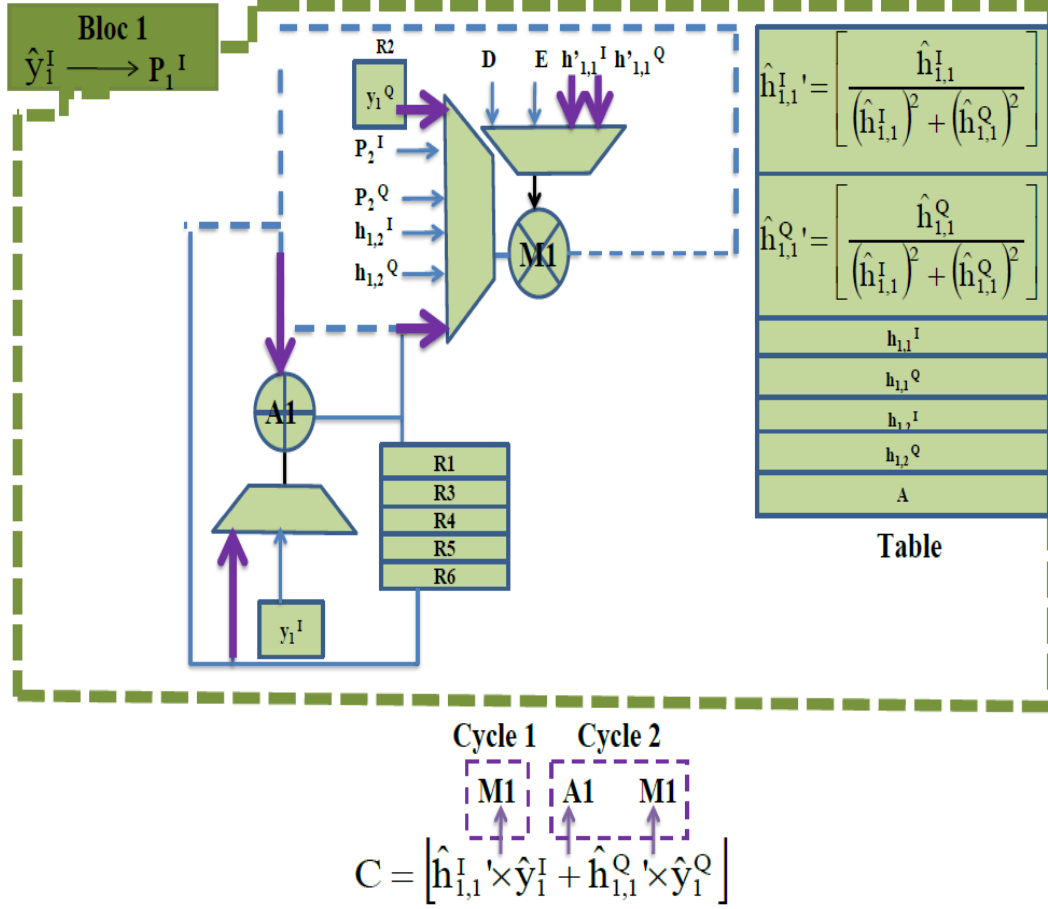 Bloc 1
ŷ₁ᴵ ⟶ P₁ᴵ
R2
y₁^Q
D E h'₁,₁ᴵ h'₁,₁^Q
P₂ᴵ
P₂^Q
h₁,₂ᴵ
h₁,₂^Q
M1
A1
R1
R3
R4
R5
R6
y₁ᴵ
ĥ₁,₁ᴵ' = [ ĥ₁,₁ᴵ / ((ĥ₁,₁ᴵ)² + (ĥ₁,₁^Q)²) ]
ĥ₁,₁^Q' = [ ĥ₁,₁^Q / ((ĥ₁,₁ᴵ)² + (ĥ₁,₁^Q)²) ]
h₁,₁ᴵ
h₁,₁^Q
h₁,₂ᴵ
h₁,₂^Q
A
Table
Cycle 1 Cycle 2
M1 A1 M1
C = ⌊ĥ₁,₁ᴵ' × ŷ₁ᴵ + ĥ₁,₁^Q' × ŷ₁^Q⌋